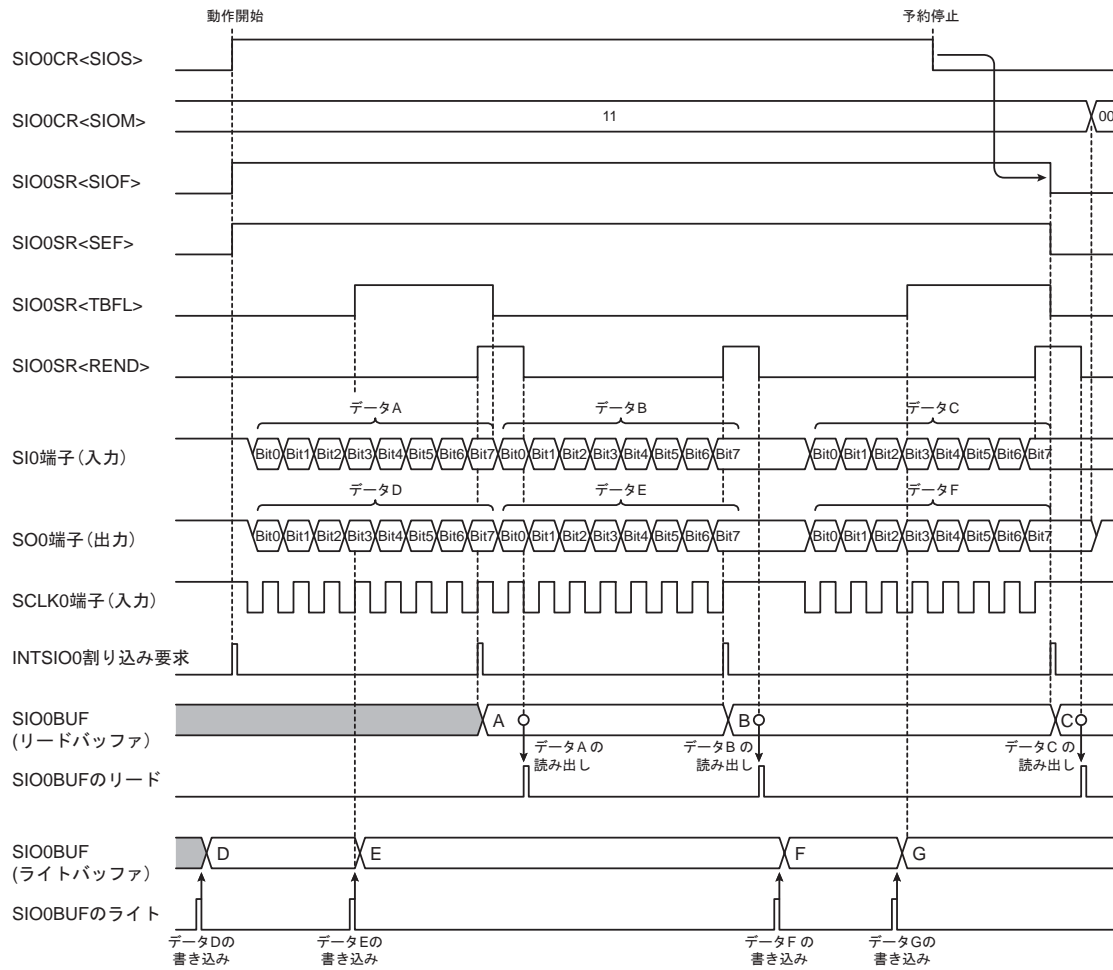 動作開始
予約停止
SIO0CR<SIOS>
SIO0CR<SIOM>
11
00
SIO0SR<SIOF>
SIO0SR<SEF>
SIO0SR<TBFL>
SIO0SR<REND>
データA
データB
データC
SI0端子(入力)
Bit0 Bit1 Bit2 Bit3 Bit4 Bit5 Bit6 Bit7 Bit0 Bit1 Bit2 Bit3 Bit4 Bit5 Bit6 Bit7 Bit0 Bit1 Bit2 Bit3 Bit4 Bit5 Bit6 Bit7
データD
データE
データF
SO0端子(出力)
Bit0 Bit1 Bit2 Bit3 Bit4 Bit5 Bit6 Bit7 Bit0 Bit1 Bit2 Bit3 Bit4 Bit5 Bit6 Bit7 Bit0 Bit1 Bit2 Bit3 Bit4 Bit5 Bit6 Bit7
SCLK0端子(入力)
INTSIO0割り込み要求
SIO0BUF
(リードバッファ)
A
B
C
データAの
読み出し
データBの
読み出し
データCの
読み出し
SIO0BUFのリード
SIO0BUF
(ライトバッファ)
D
E
F
G
SIO0BUFのライト
データDの
書き込み
データEの
書き込み
データFの
書き込み
データGの
書き込み